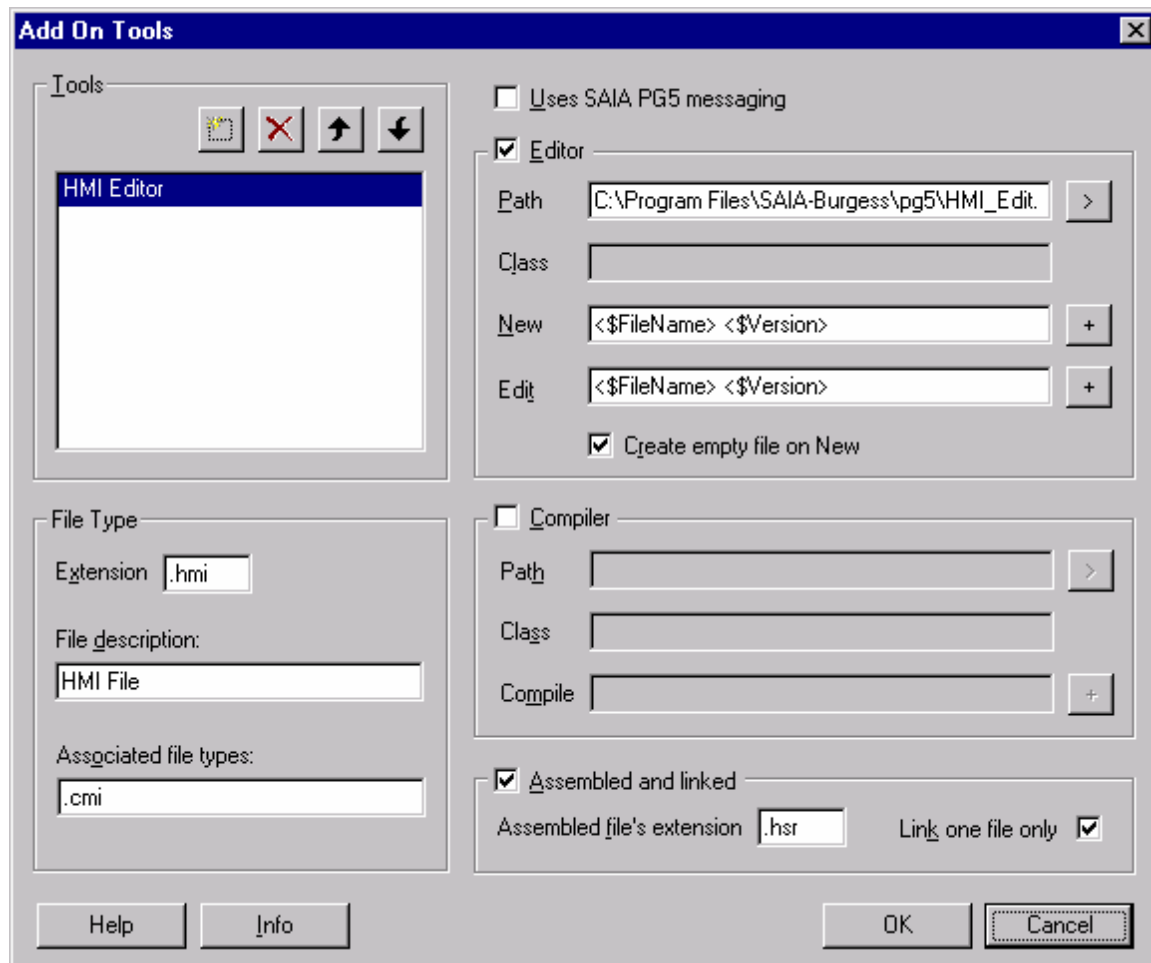 Add On Tools
Tools
HMI Editor
Uses SAIA PG5 messaging
Editor
Path C:\Program Files\SAIA-Burgess\pg5\HMI_Edit. >
Class
New <$FileName> <$Version> +
Edit <$FileName> <$Version> +
Create empty file on New
File Type
Extension .hmi
File description:
HMI File
Associated file types:
.cmi
Compiler
Path >
Class
Compile +
Assembled and linked
Assembled file's extension .hsr Link one file only
Help Info OK Cancel